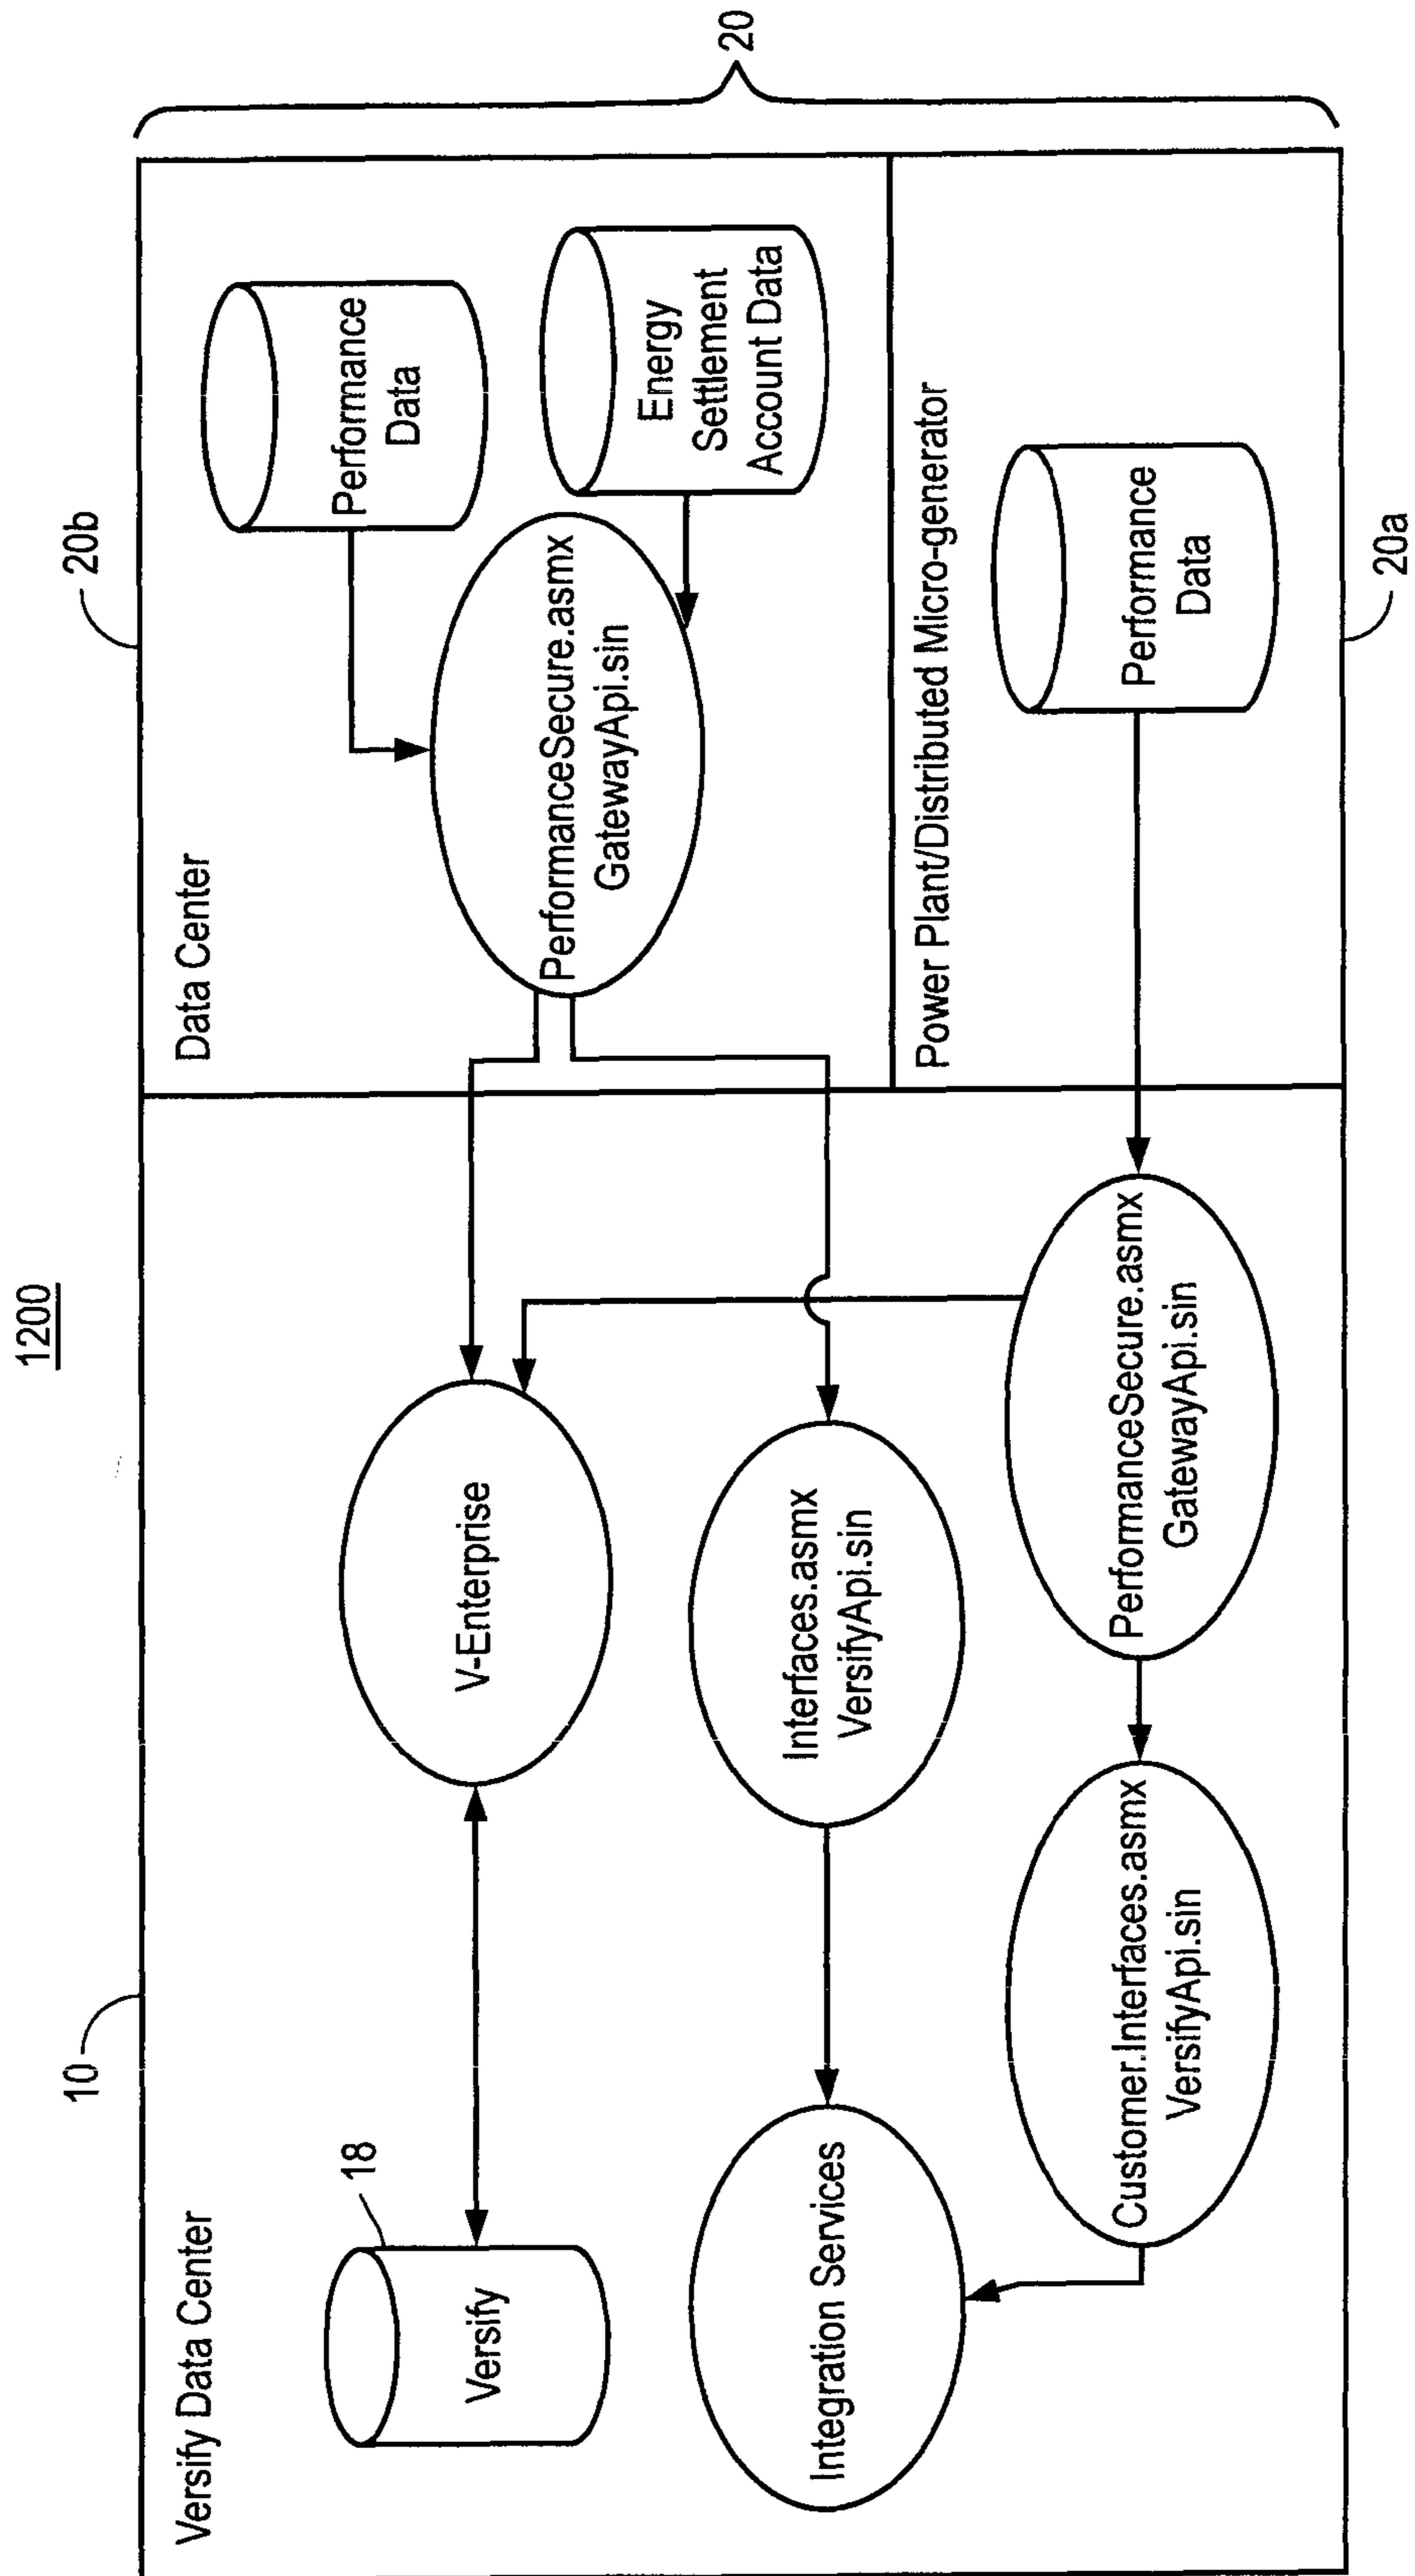 1200
10
20b
20
Versify Data Center
Data Center
18
Versify
V-Enterprise
Performance
Data
PerformanceSecure.asmx
GatewayApi.sin
Energy
Settlement
Account Data
Integration Services
Interfaces.asmx
VersifyApi.sin
Power Plant/Distributed Micro-generator
Customer.Interfaces.asmx
VersifyApi.sin
PerformanceSecure.asmx
GatewayApi.sin
Performance
Data
20a